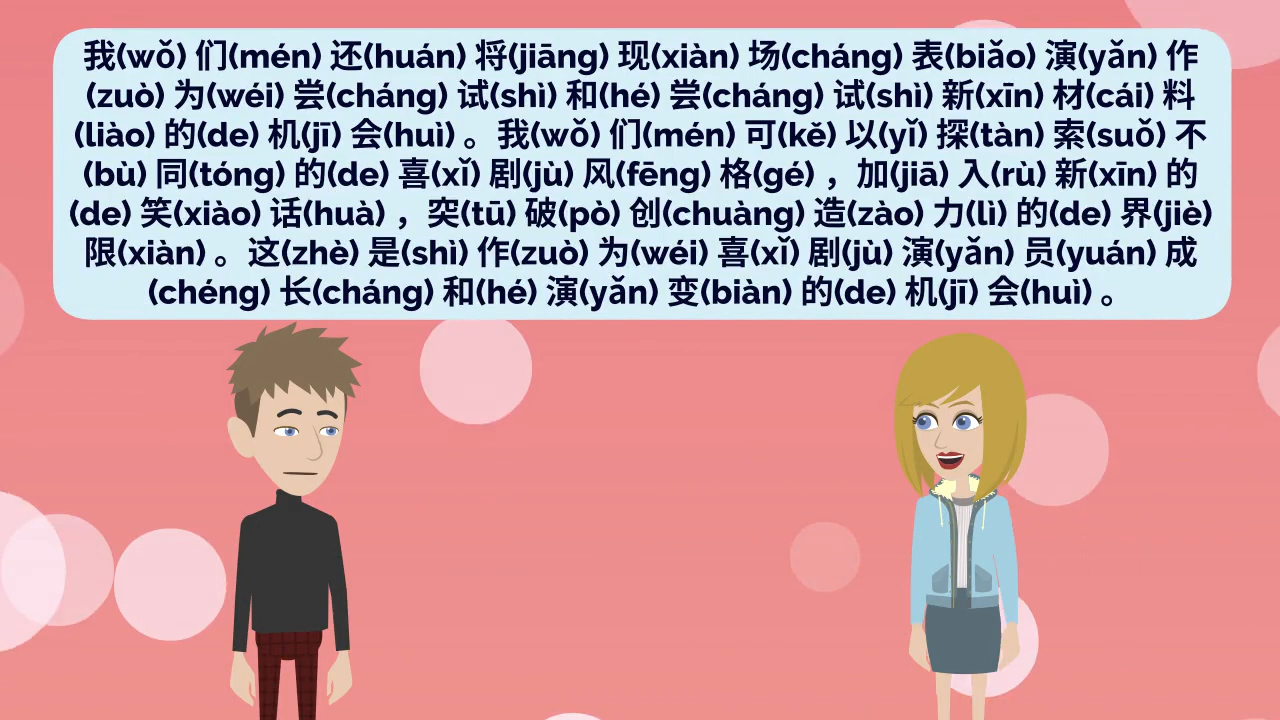 我(wǒ) 们(mén) 还(huán) 将(jiāng) 现(xiàn) 场(cháng) 表(biǎo) 演(yǎn) 作
(zuò) 为(wéi) 尝(cháng) 试(shì) 和(hé) 尝(cháng) 试(shì) 新(xīn) 材(cái) 料
(liào) 的(de) 机(jī) 会(huì) 。我(wǒ) 们(mén) 可(kě) 以(yǐ) 探(tàn) 索(suǒ) 不
(bù) 同(tóng) 的(de) 喜(xǐ) 剧(jù) 风(fēng) 格(gé) ，加(jiā) 入(rù) 新(xīn) 的
(de) 笑(xiào) 话(huà) ，突(tū) 破(pò) 创(chuàng) 造(zào) 力(lì) 的(de) 界(jiè)
限(xiàn) 。这(zhè) 是(shì) 作(zuò) 为(wéi) 喜(xǐ) 剧(jù) 演(yǎn) 员(yuán) 成
(chéng) 长(cháng) 和(hé) 演(yǎn) 变(biàn) 的(de) 机(jī) 会(huì) 。